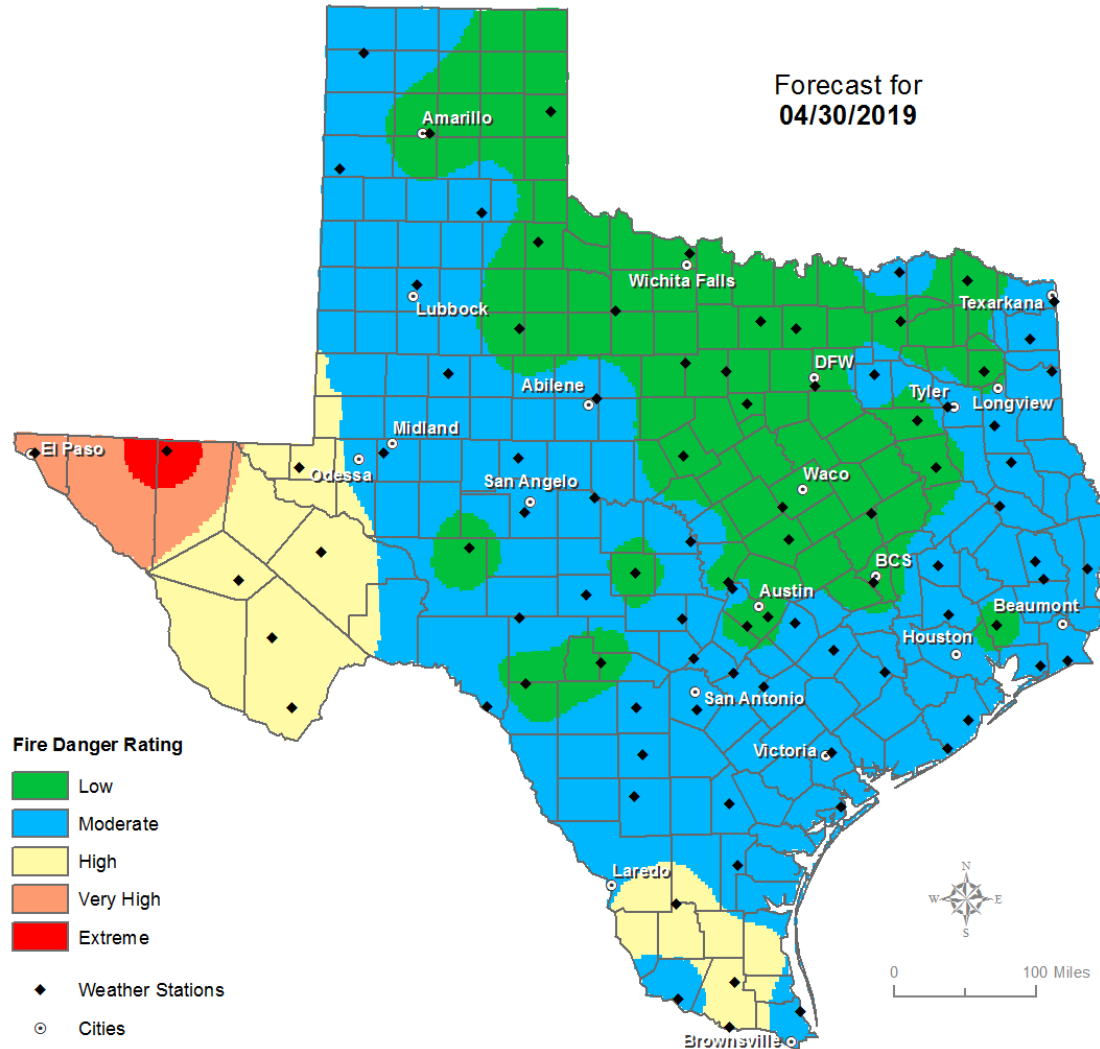 Forecast for
04/30/2019
Amarillo
Wichita Falls
Lubbock
Texarkana
DFW
Abilene
Tyler
Longview
Midland
El Paso
Odessa
San Angelo
Waco
BCS
Austin
Beaumont
Houston
San Antonio
Victoria
Laredo
Brownsville
Fire Danger Rating
Low
Moderate
High
Very High
Extreme
Weather Stations
Cities
N
W E
S
0 100 Miles